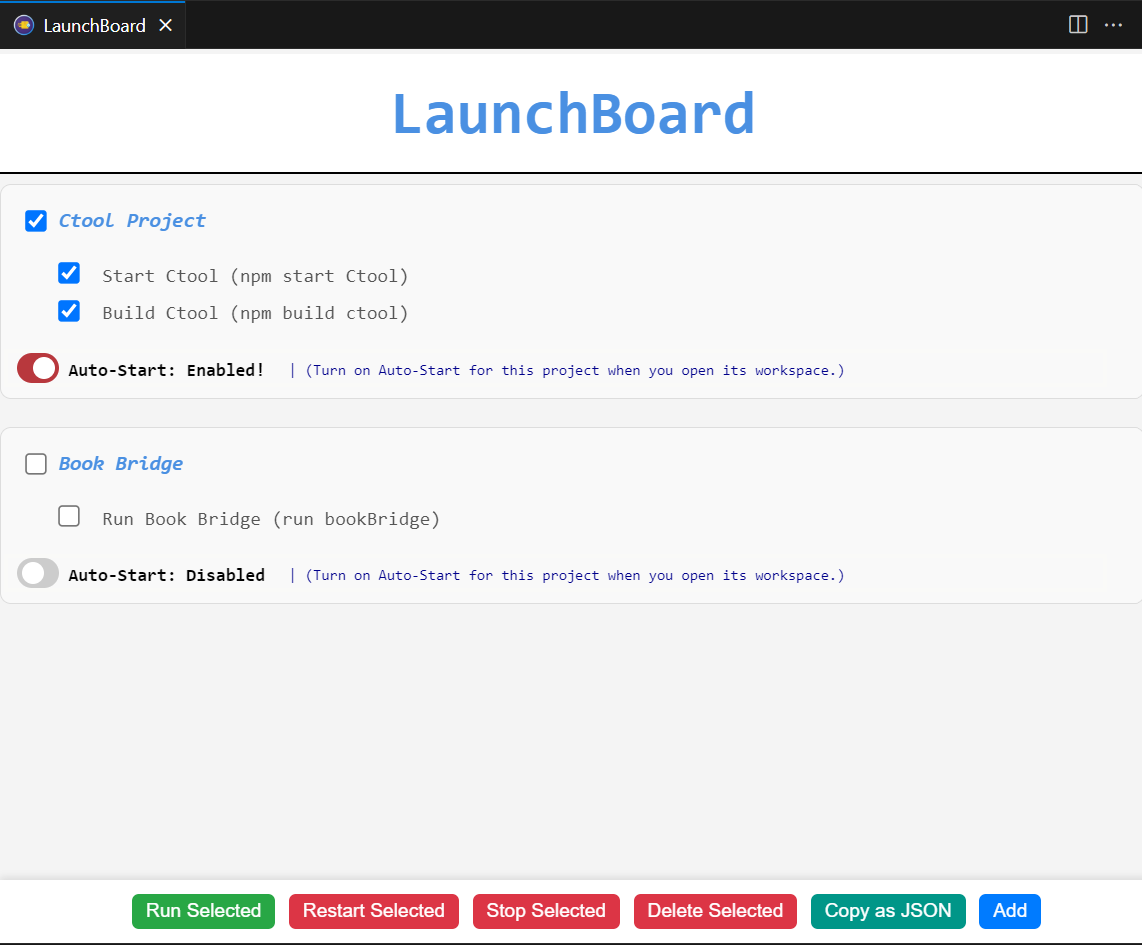 LaunchBoard
LaunchBoard
Ctool Project
Start Ctool (npm start Ctool)
Build Ctool (npm build ctool)
Auto-Start: Enabled! | (Turn on Auto-Start for this project when you open its workspace.)
Book Bridge
Run Book Bridge (run bookBridge)
Auto-Start: Disabled | (Turn on Auto-Start for this project when you open its workspace.)
Run Selected Restart Selected Stop Selected Delete Selected Copy as JSON Add